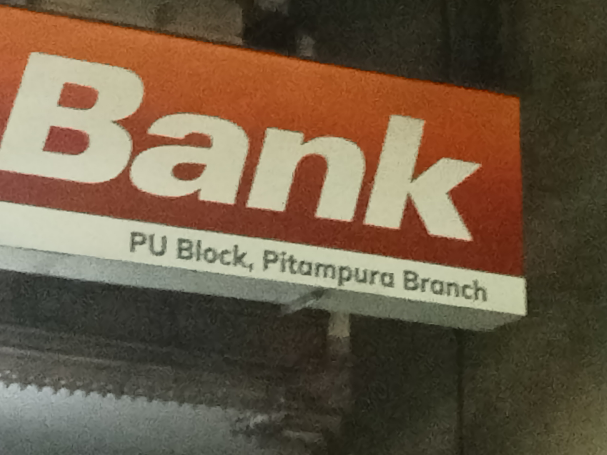 Bank
PU Block, Pitampura Branch